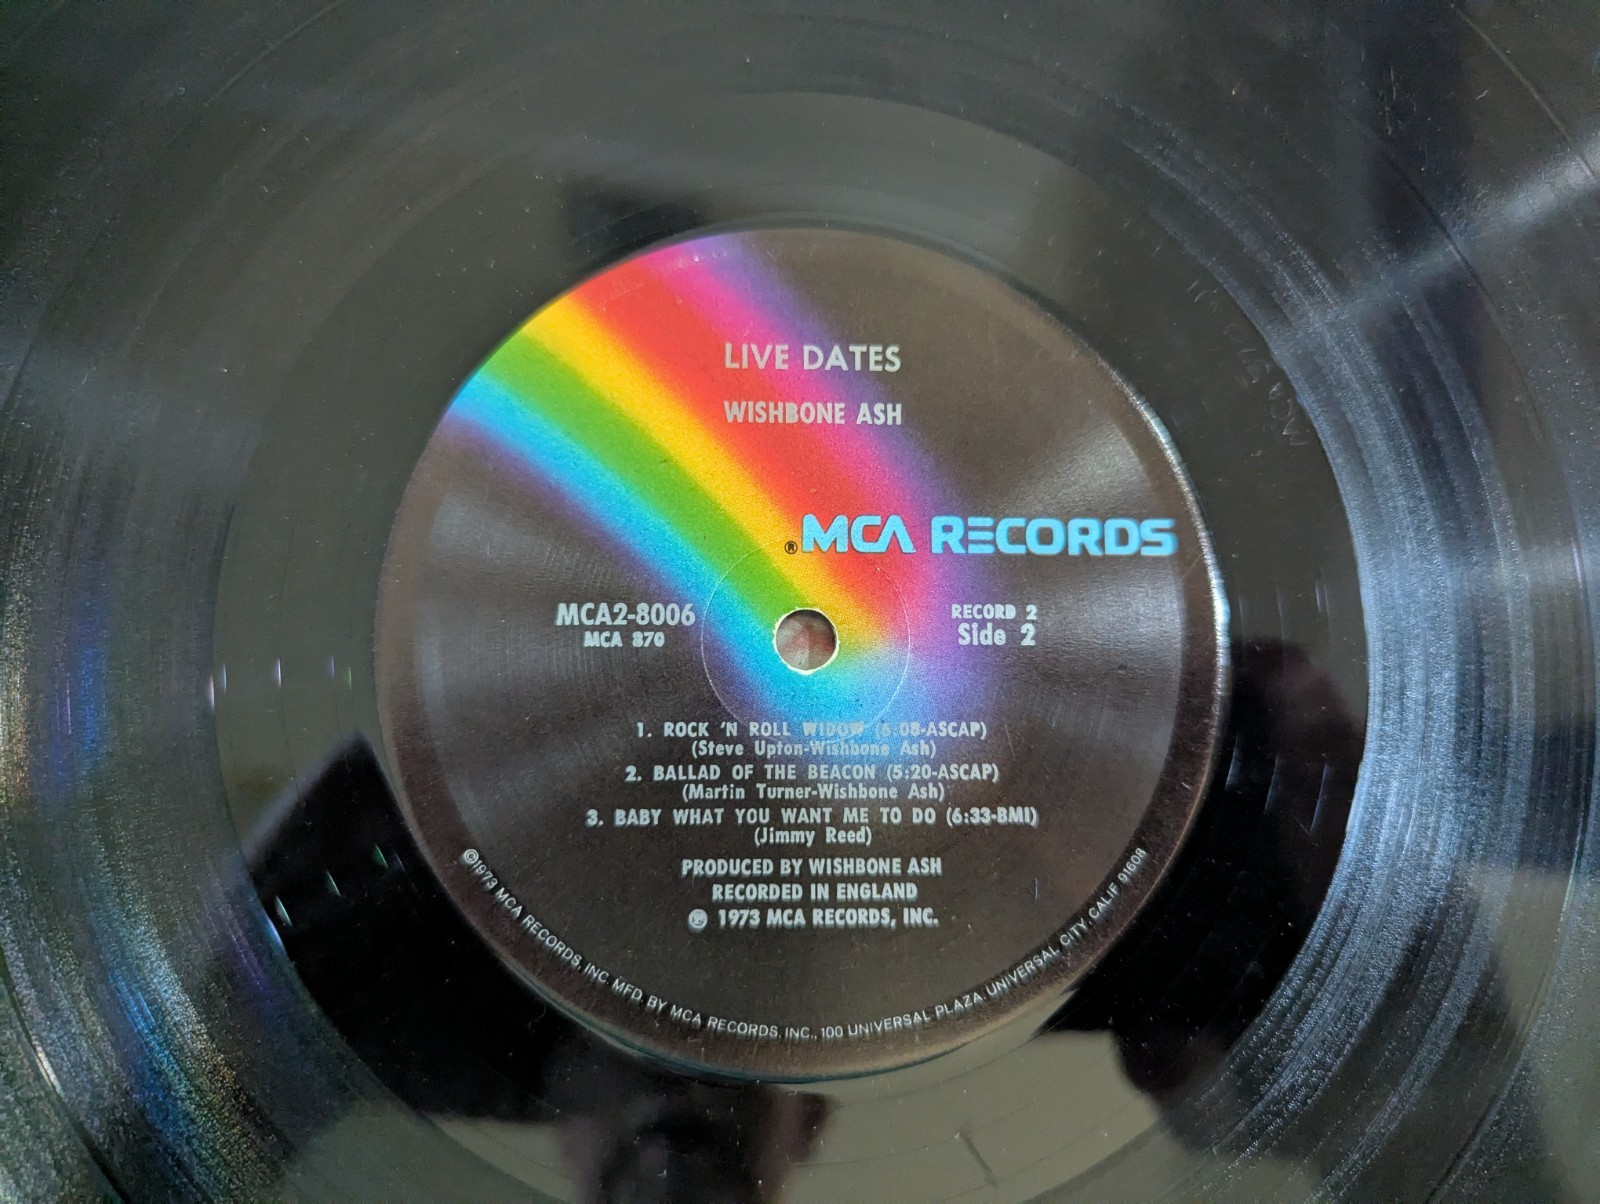 LIVE DATES
WISHBONE ASH
®MCA RECORDS
MCA2-8006
MCA 870
RECORD 2
Side 2
1. ROCK 'N ROLL WIDOW (6:08-ASCAP)
(Steve Upton-Wishbone Ash)
2. BALLAD OF THE BEACON (5:20-ASCAP)
(Martin Turner-Wishbone Ash)
3. BABY WHAT YOU WANT ME TO DO (6:33-BMI)
(Jimmy Reed)
PRODUCED BY WISHBONE ASH
RECORDED IN ENGLAND
℗ 1973 MCA RECORDS, INC.
©1973 MCA RECORDS, INC. MFD. BY MCA RECORDS, INC., 100 UNIVERSAL PLAZA, UNIVERSAL CITY, CALIF. 91608